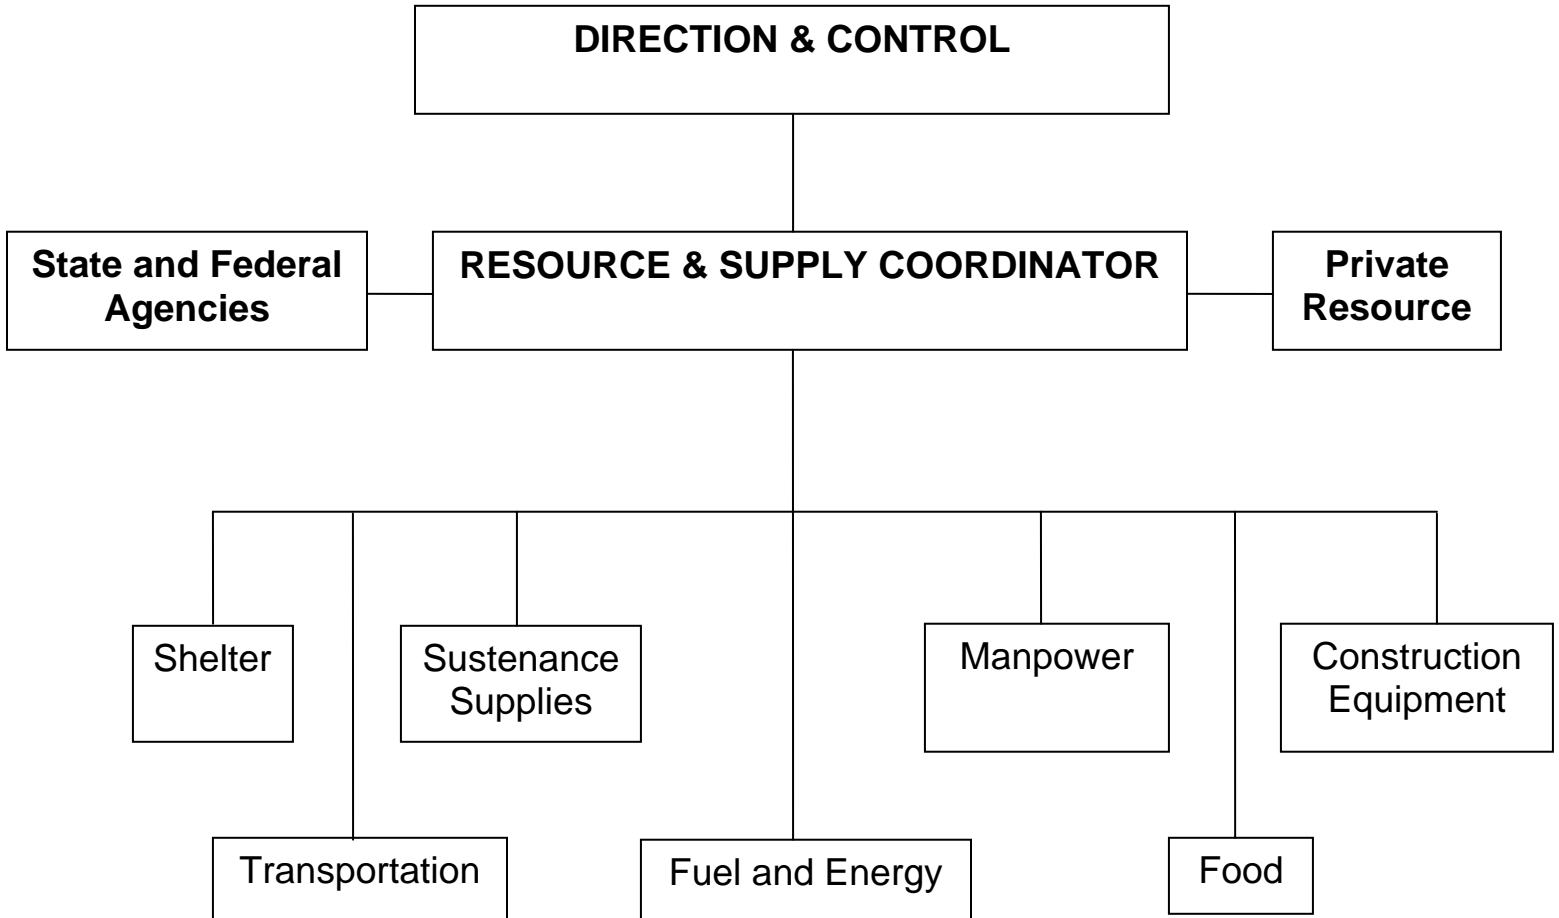 DIRECTION & CONTROL
State and Federal
Agencies
RESOURCE & SUPPLY COORDINATOR
Private
Resource
Shelter
Sustenance
Supplies
Manpower
Construction
Equipment
Transportation
Fuel and Energy
Food